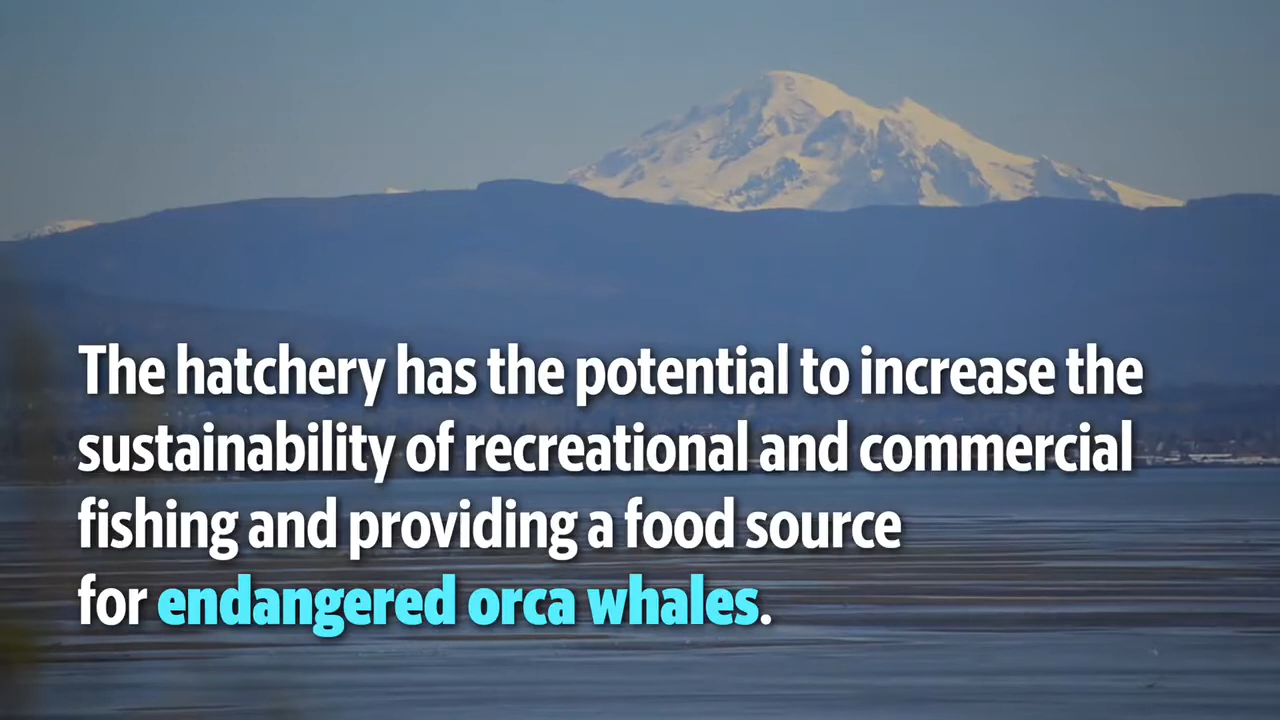 The hatchery has the potential to increase the
sustainability of recreational and commercial
fishing and providing a food source
for endangered orca whales.